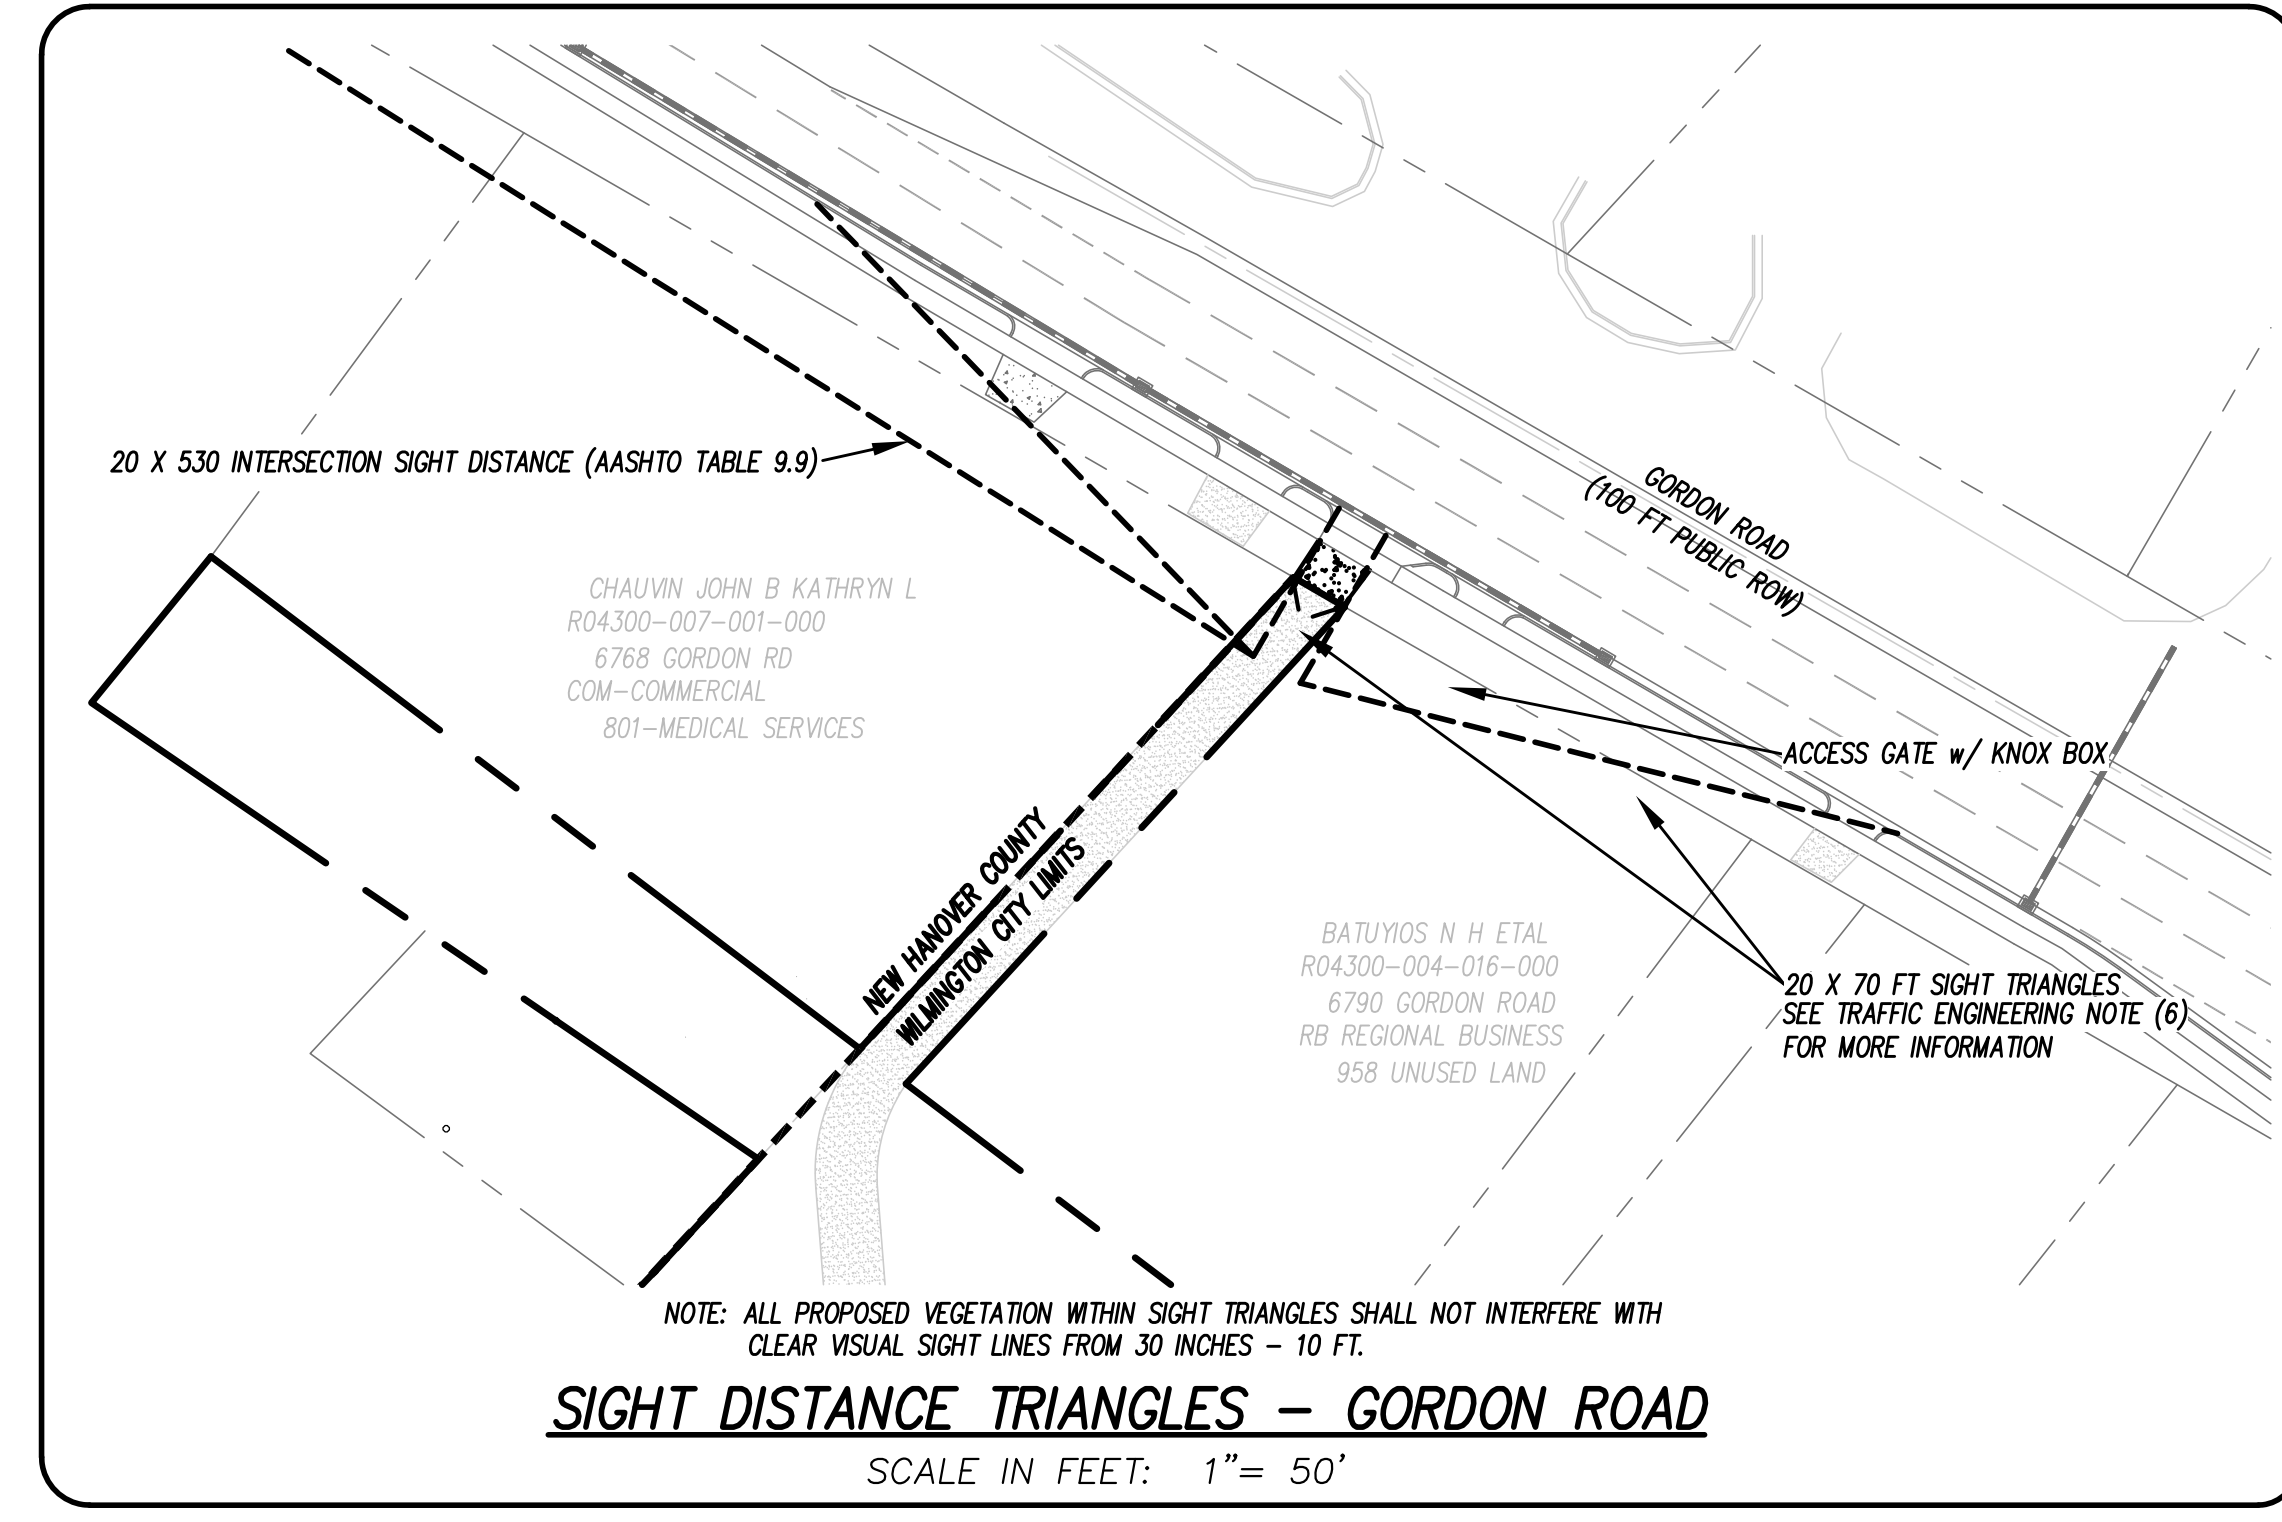 20 X 530 INTERSECTION SIGHT DISTANCE (AASHTO TABLE 9.9)
GORDON ROAD
(100 FT PUBLIC ROW)
CHAUVIN JOHN B KATHRYN L
R04300-007-001-000
6768 GORDON RD
COM-COMMERCIAL
801-MEDICAL SERVICES
ACCESS GATE w/ KNOX BOX
NEW HANOVER COUNTY
WILMINGTON CITY LIMITS
BATUYIOS N H ETAL
R04300-004-016-000
6790 GORDON ROAD
RB REGIONAL BUSINESS
958 UNUSED LAND
20 X 70 FT SIGHT TRIANGLES
SEE TRAFFIC ENGINEERING NOTE (6)
FOR MORE INFORMATION
NOTE: ALL PROPOSED VEGETATION WITHIN SIGHT TRIANGLES SHALL NOT INTERFERE WITH
CLEAR VISUAL SIGHT LINES FROM 30 INCHES - 10 FT.
SIGHT DISTANCE TRIANGLES - GORDON ROAD
SCALE IN FEET: 1"= 50'